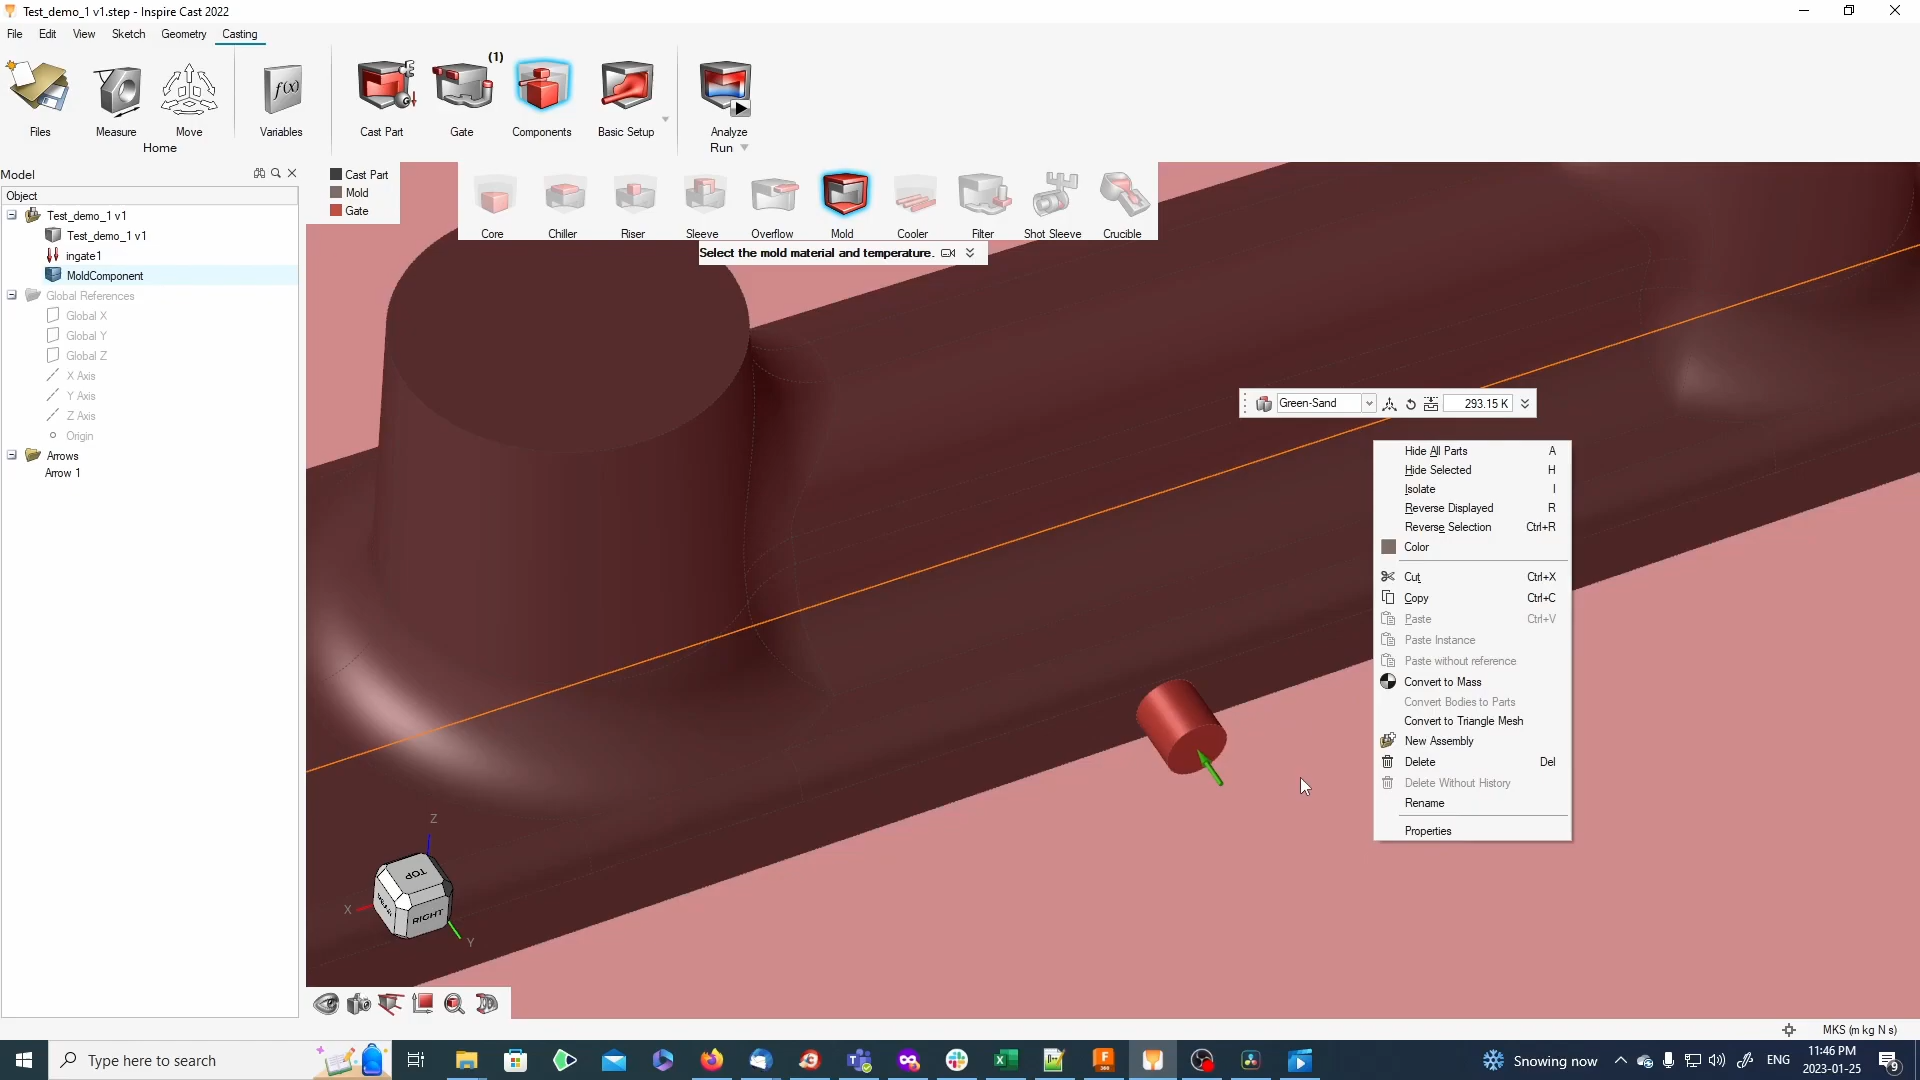 Test_demo_1 v1.step - Inspire Cast 2022
File Edit View Sketch Geometry Casting
(1)
f(x)
Files Measure Move Variables Cast Part Gate Components Basic Setup Analyze
Home Run
Model
Object
Test_demo_1 v1
Test_demo_1 v1
ingate1
MoldComponent
Global References
Global X
Global Y
Global Z
X Axis
Y Axis
Z Axis
Origin
Arrows
Arrow 1
Cast Part
Mold
Gate
Core Chiller Riser Sleeve Overflow Mold Cooler Filter Shot Sleeve Crucible
Select the mold material and temperature.
Green-Sand 293.15 K
Hide All Parts A
Hide Selected H
Isolate I
Reverse Displayed R
Reverse Selection Ctrl+R
Color
Cut Ctrl+X
Copy Ctrl+C
Paste Ctrl+V
Paste Instance
Paste without reference
Convert to Mass
Convert Bodies to Parts
Convert to Triangle Mesh
New Assembly
Delete Del
Delete Without History
Rename
Properties
Z
TOP
X
RIGHT
Y
MKS (m kg N s)
Type here to search
Snowing now
ENG
11:46 PM
2023-01-25
9